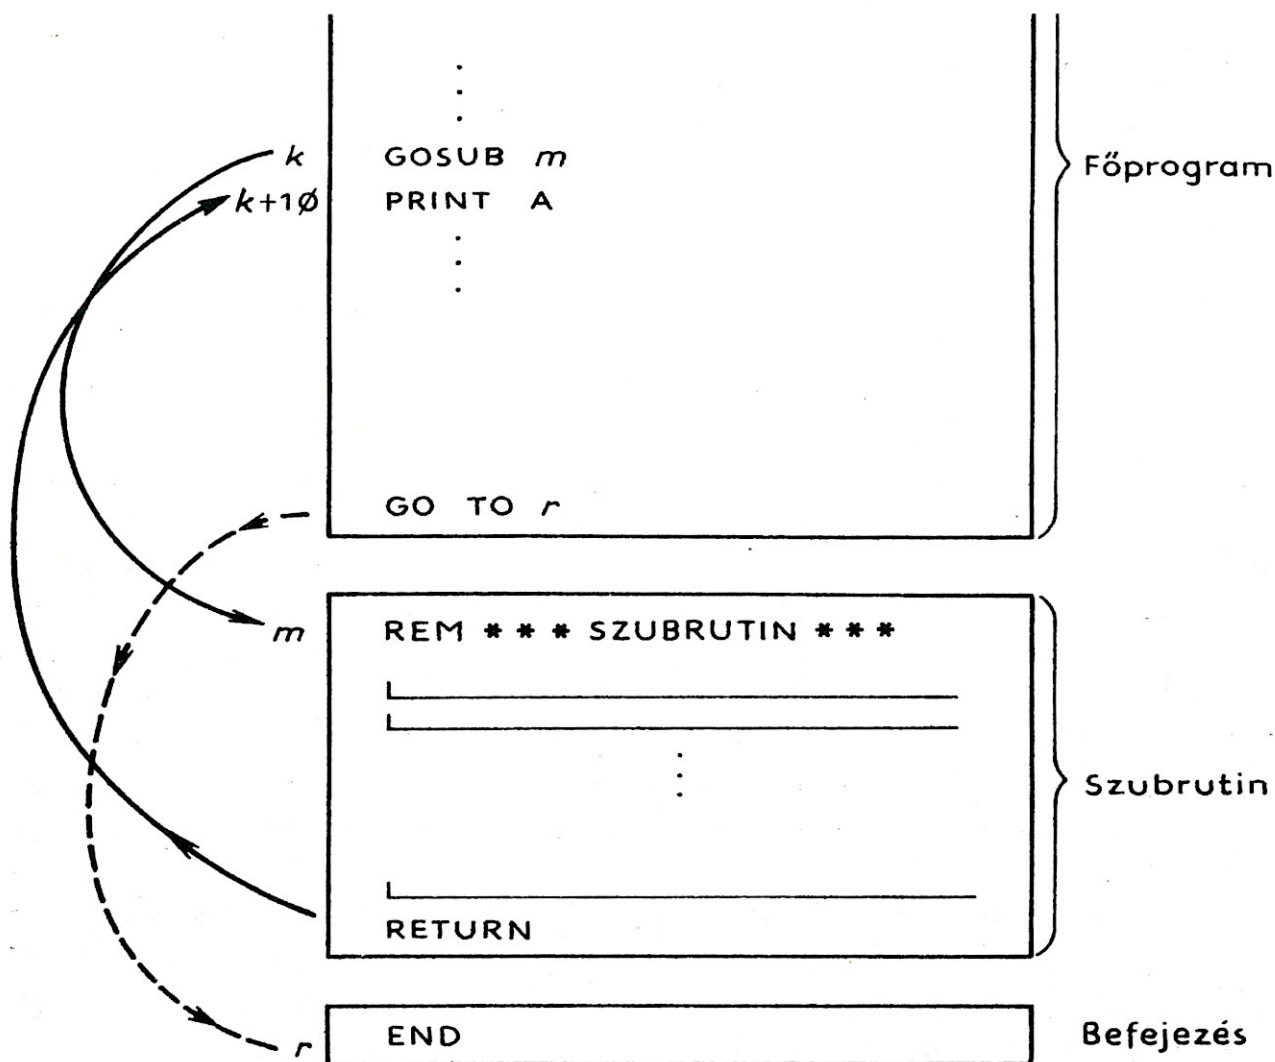 k GOSUB m
Főprogram
k+1Ø PRINT A
GO TO r
m REM * * * SZUBRUTIN * * *
Szubrutin
RETURN
r END Befejezés